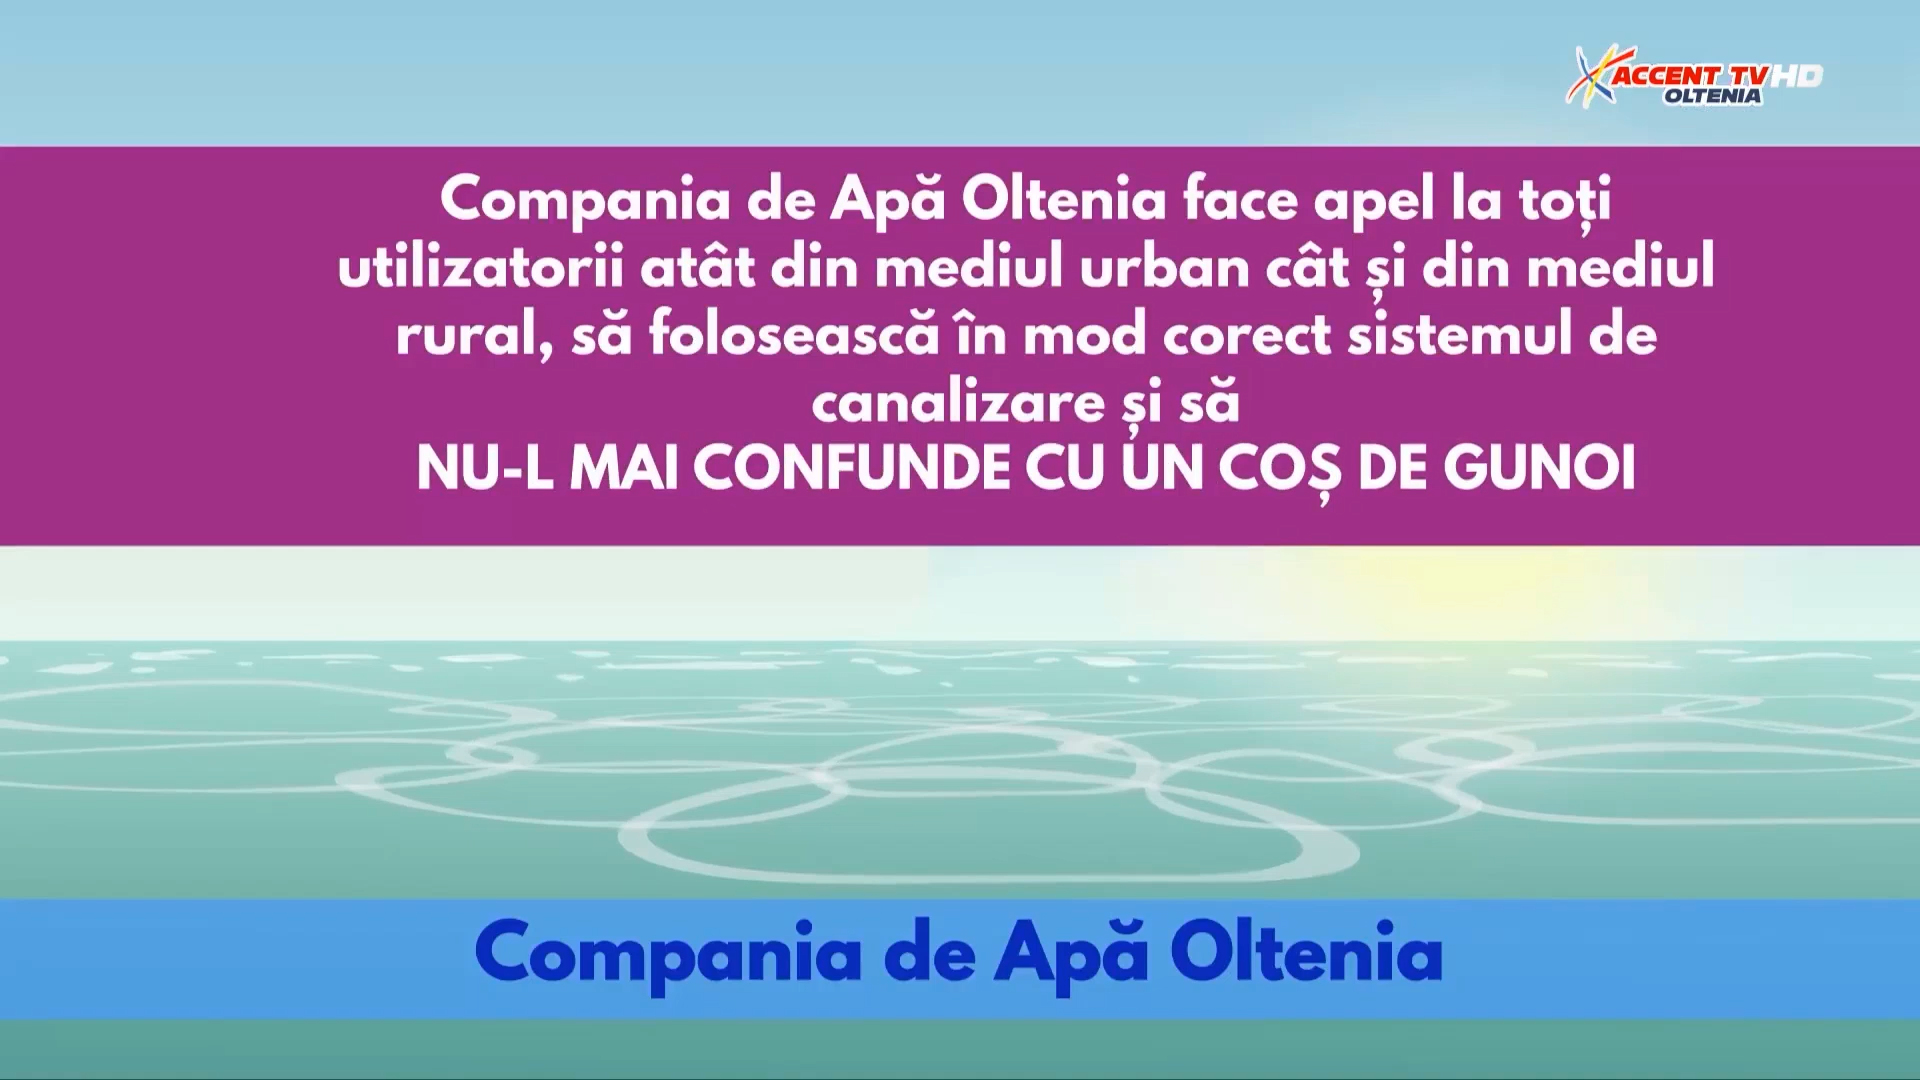 ACCENT TV HD
OLTENIA
Compania de Apă Oltenia face apel la toți
utilizatorii atât din mediul urban cât și din mediul
rural, să folosească în mod corect sistemul de
canalizare și să
NU-L MAI CONFUNDE CU UN COȘ DE GUNOI
Compania de Apă Oltenia